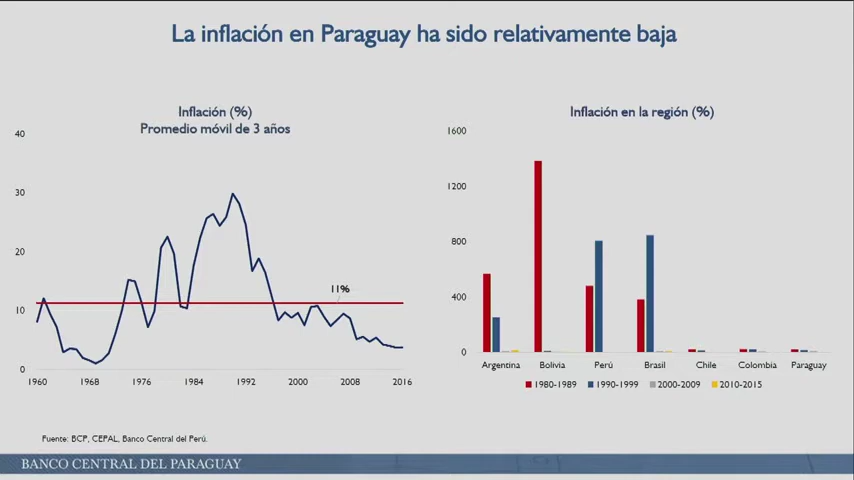 La inflación en Paraguay ha sido relativamente baja
Inflación (%)
Promedio móvil de 3 años
40
30
20
10
0
11%
1960 1968 1976 1984 1992 2000 2008 2016
Inflación en la región (%)
1600
1200
800
400
0
Argentina Bolivia Perú Brasil Chile Colombia Paraguay
1980-1989 1990-1999 2000-2009 2010-2015
Fuente: BCP, CEPAL, Banco Central del Perú.
BANCO CENTRAL DEL PARAGUAY